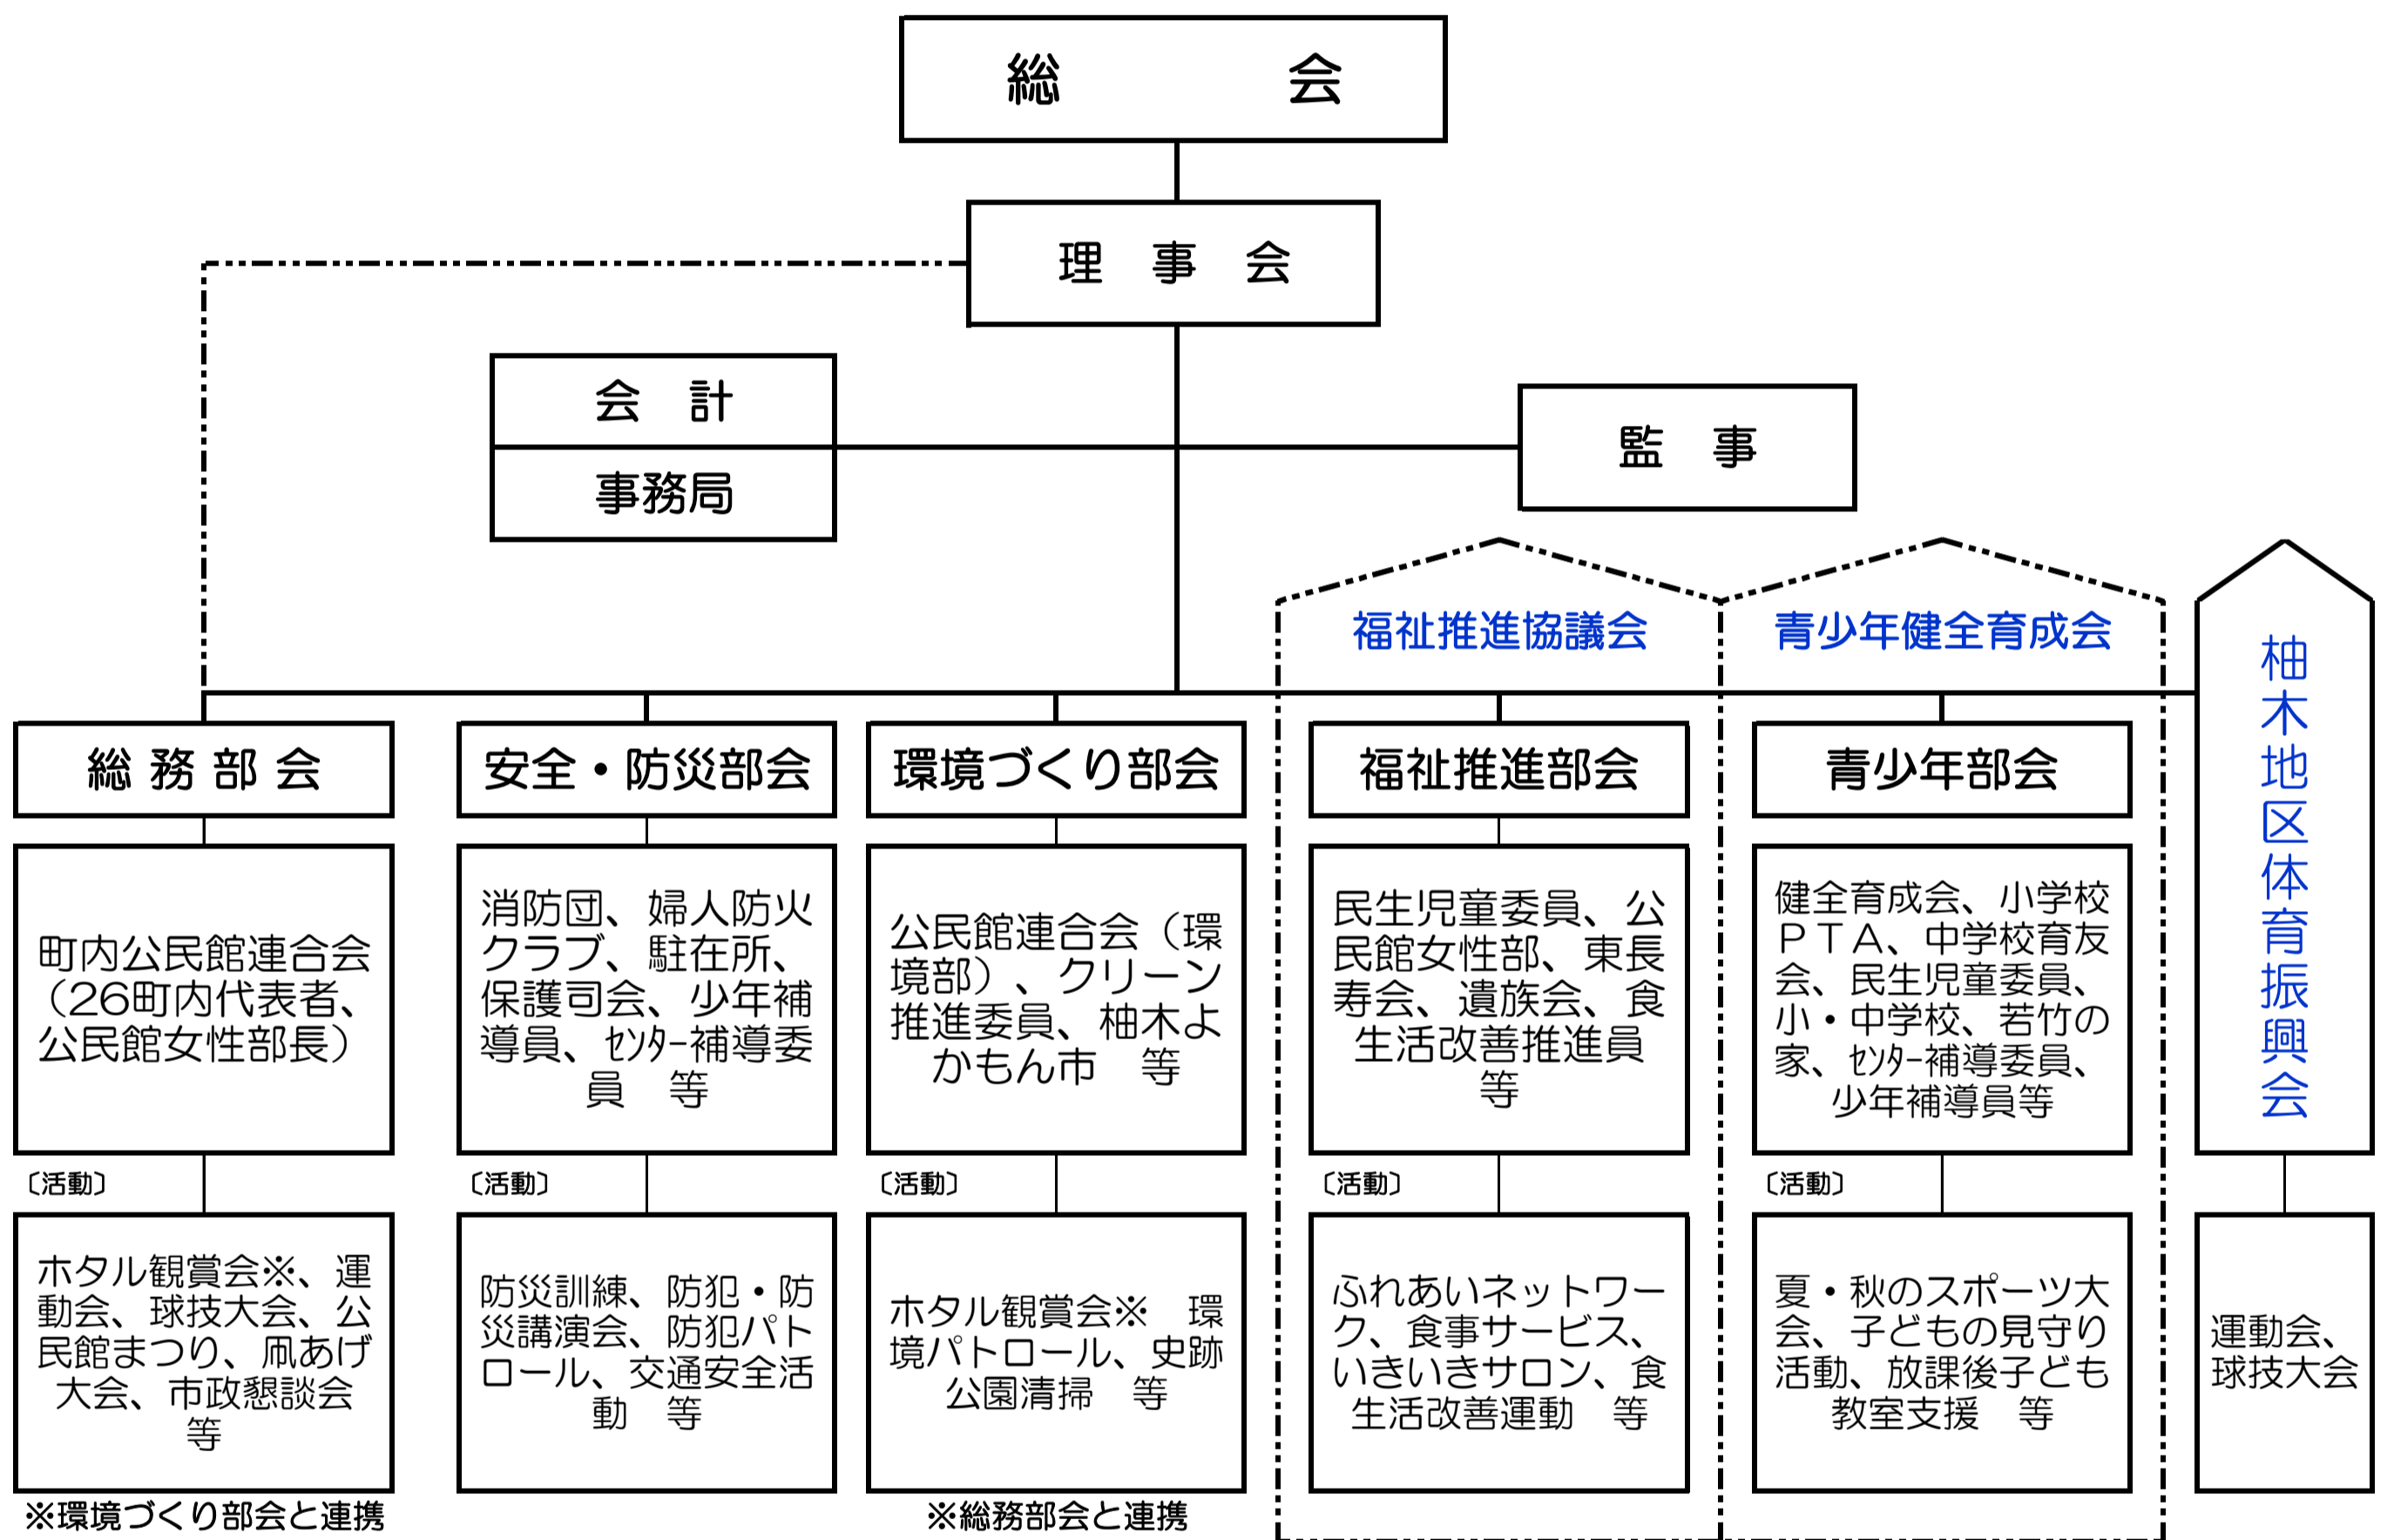 総　　会
理　事　会
会　計
事務局
監　事
福祉推進協議会
青少年健全育成会
柚木地区体育振興会
総 務 部 会
安全・防災部会
環境づくり部会
福祉推進部会
青少年部会
町内公民館連合会
（26町内代表者、
公民館女性部長）
消防団、婦人防火
クラブ、駐在所、
保護司会、少年補
導員、ｾﾝﾀｰ補導委
員　等
公民館連合会（環
境部）、クリーン
推進委員、柚木よ
かもん市　等
民生児童委員、公
民館女性部、東長
寿会、遺族会、食
生活改善推進員
等
健全育成会、小学校
ＰＴＡ、中学校育友
会、民生児童委員、
小・中学校、若竹の
家、ｾﾝﾀｰ補導委員、
少年補導員等
〔活動〕
〔活動〕
〔活動〕
〔活動〕
〔活動〕
ホタル観賞会※、運
動会、球技大会、公
民館まつり、凧あげ
大会、市政懇談会
等
防災訓練、防犯・防
災講演会、防犯パト
ロール、交通安全活
動　等
ホタル観賞会※　環
境パトロール、史跡
公園清掃　等
ふれあいネットワー
ク、食事サービス、
いきいきサロン、食
生活改善運動　等
夏・秋のスポーツ大
会、子どもの見守り
活動、放課後子ども
教室支援　等
運動会、
球技大会
※環境づくり部会と連携
※総務部会と連携